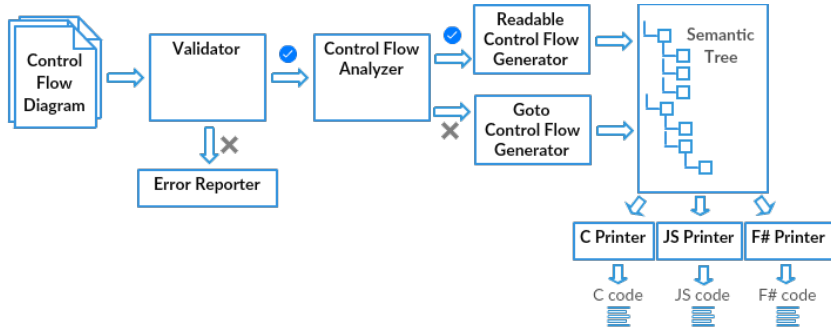 Control
Flow
Diagram
Validator
Control Flow
Analyzer
Readable
Control Flow
Generator
Semantic
Tree
Goto
Control Flow
Generator
Error Reporter
C Printer
JS Printer
F# Printer
C code
JS code
F# code